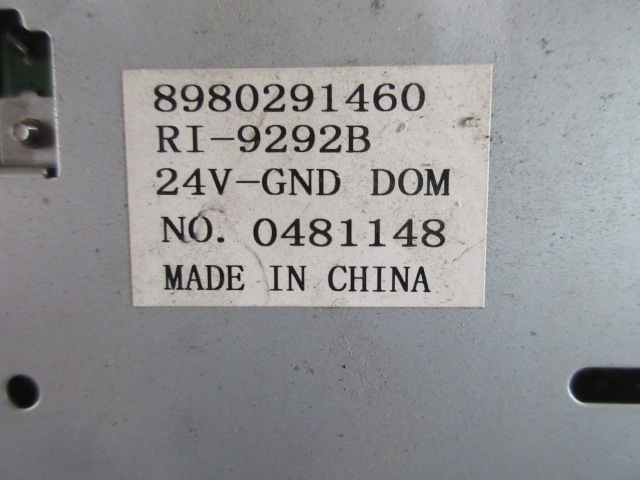 8980291460
RI-9292B
24V-GND DOM
NO. 0481148
MADE IN CHINA